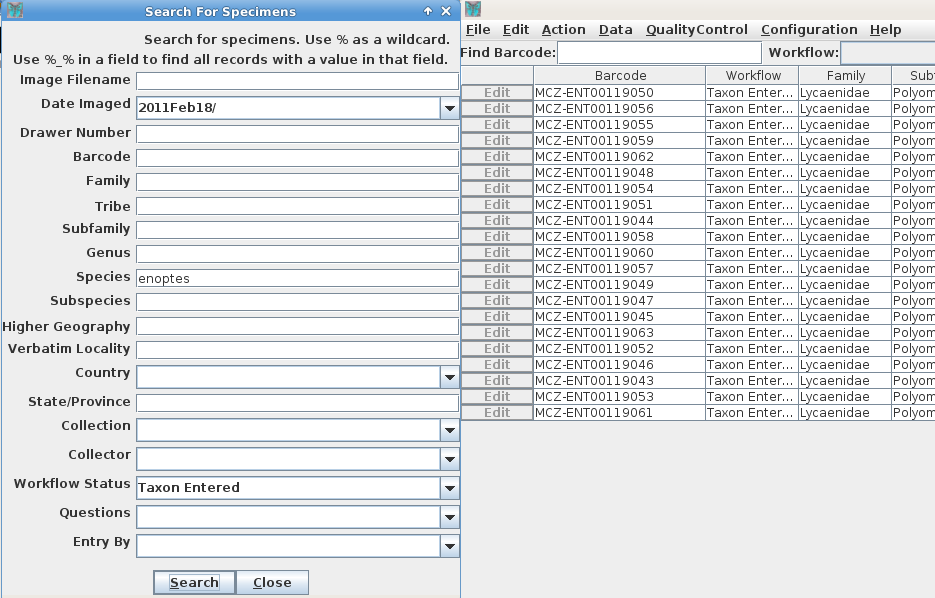 Search For Specimens
Search for specimens. Use % as a wildcard.
Use %_% in a field to find all records with a value in that field.
Image Filename
Date Imaged 2011Feb18/
Drawer Number
Barcode
Family
Tribe
Subfamily
Genus
Species enoptes
Subspecies
Higher Geography
Verbatim Locality
Country
State/Province
Collection
Collector
Workflow Status Taxon Entered
Questions
Entry By
Search Close
File Edit Action Data QualityControl Configuration Help
Find Barcode: Workflow:
Barcode Workflow Family Sub
Edit MCZ-ENT00119050 Taxon Enter... Lycaenidae Polyom
Edit MCZ-ENT00119056 Taxon Enter... Lycaenidae Polyom
Edit MCZ-ENT00119055 Taxon Enter... Lycaenidae Polyom
Edit MCZ-ENT00119059 Taxon Enter... Lycaenidae Polyom
Edit MCZ-ENT00119062 Taxon Enter... Lycaenidae Polyom
Edit MCZ-ENT00119048 Taxon Enter... Lycaenidae Polyom
Edit MCZ-ENT00119054 Taxon Enter... Lycaenidae Polyom
Edit MCZ-ENT00119051 Taxon Enter... Lycaenidae Polyom
Edit MCZ-ENT00119044 Taxon Enter... Lycaenidae Polyom
Edit MCZ-ENT00119058 Taxon Enter... Lycaenidae Polyom
Edit MCZ-ENT00119060 Taxon Enter... Lycaenidae Polyom
Edit MCZ-ENT00119057 Taxon Enter... Lycaenidae Polyom
Edit MCZ-ENT00119049 Taxon Enter... Lycaenidae Polyom
Edit MCZ-ENT00119047 Taxon Enter... Lycaenidae Polyom
Edit MCZ-ENT00119045 Taxon Enter... Lycaenidae Polyom
Edit MCZ-ENT00119063 Taxon Enter... Lycaenidae Polyom
Edit MCZ-ENT00119052 Taxon Enter... Lycaenidae Polyom
Edit MCZ-ENT00119046 Taxon Enter... Lycaenidae Polyom
Edit MCZ-ENT00119043 Taxon Enter... Lycaenidae Polyom
Edit MCZ-ENT00119053 Taxon Enter... Lycaenidae Polyom
Edit MCZ-ENT00119061 Taxon Enter... Lycaenidae Polyom